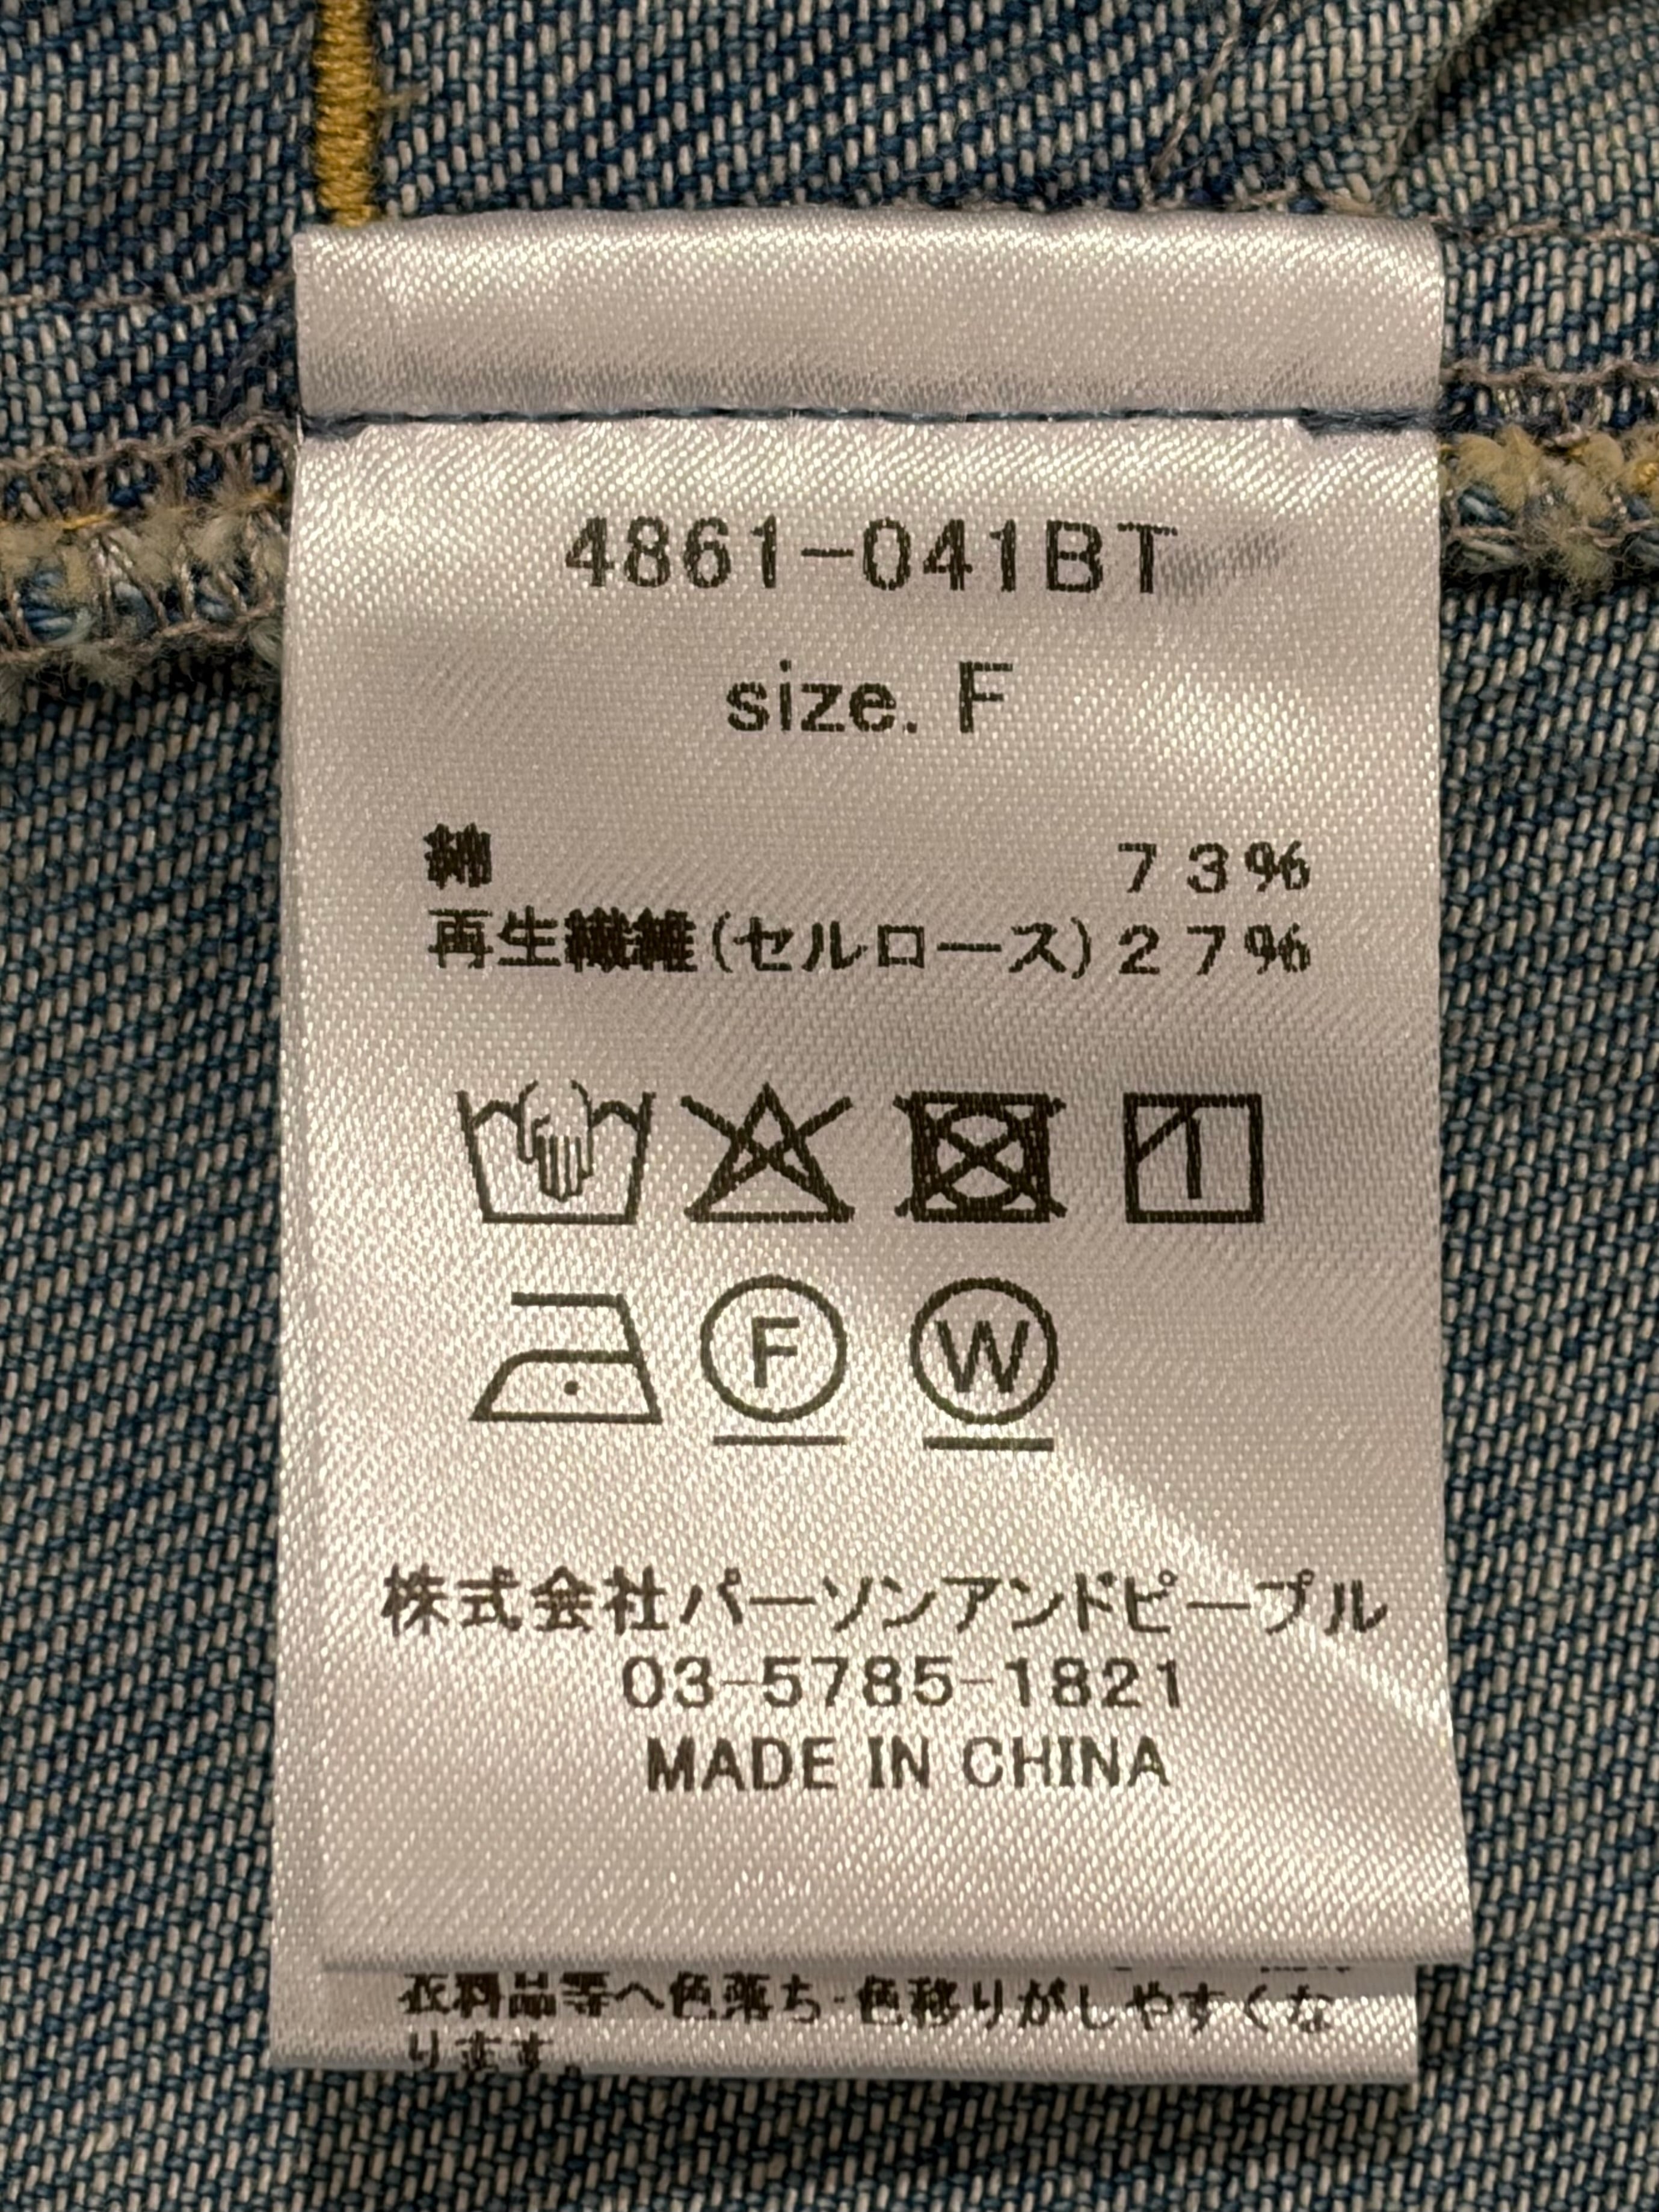 4861-041BT
size. F
綿 73%
再生繊維(セルロース)27%
F W
株式会社パーソンアンドピープル
03-5785-1821
MADE IN CHINA
衣料品等へ色落ち・色移りがしやすくな
ります。